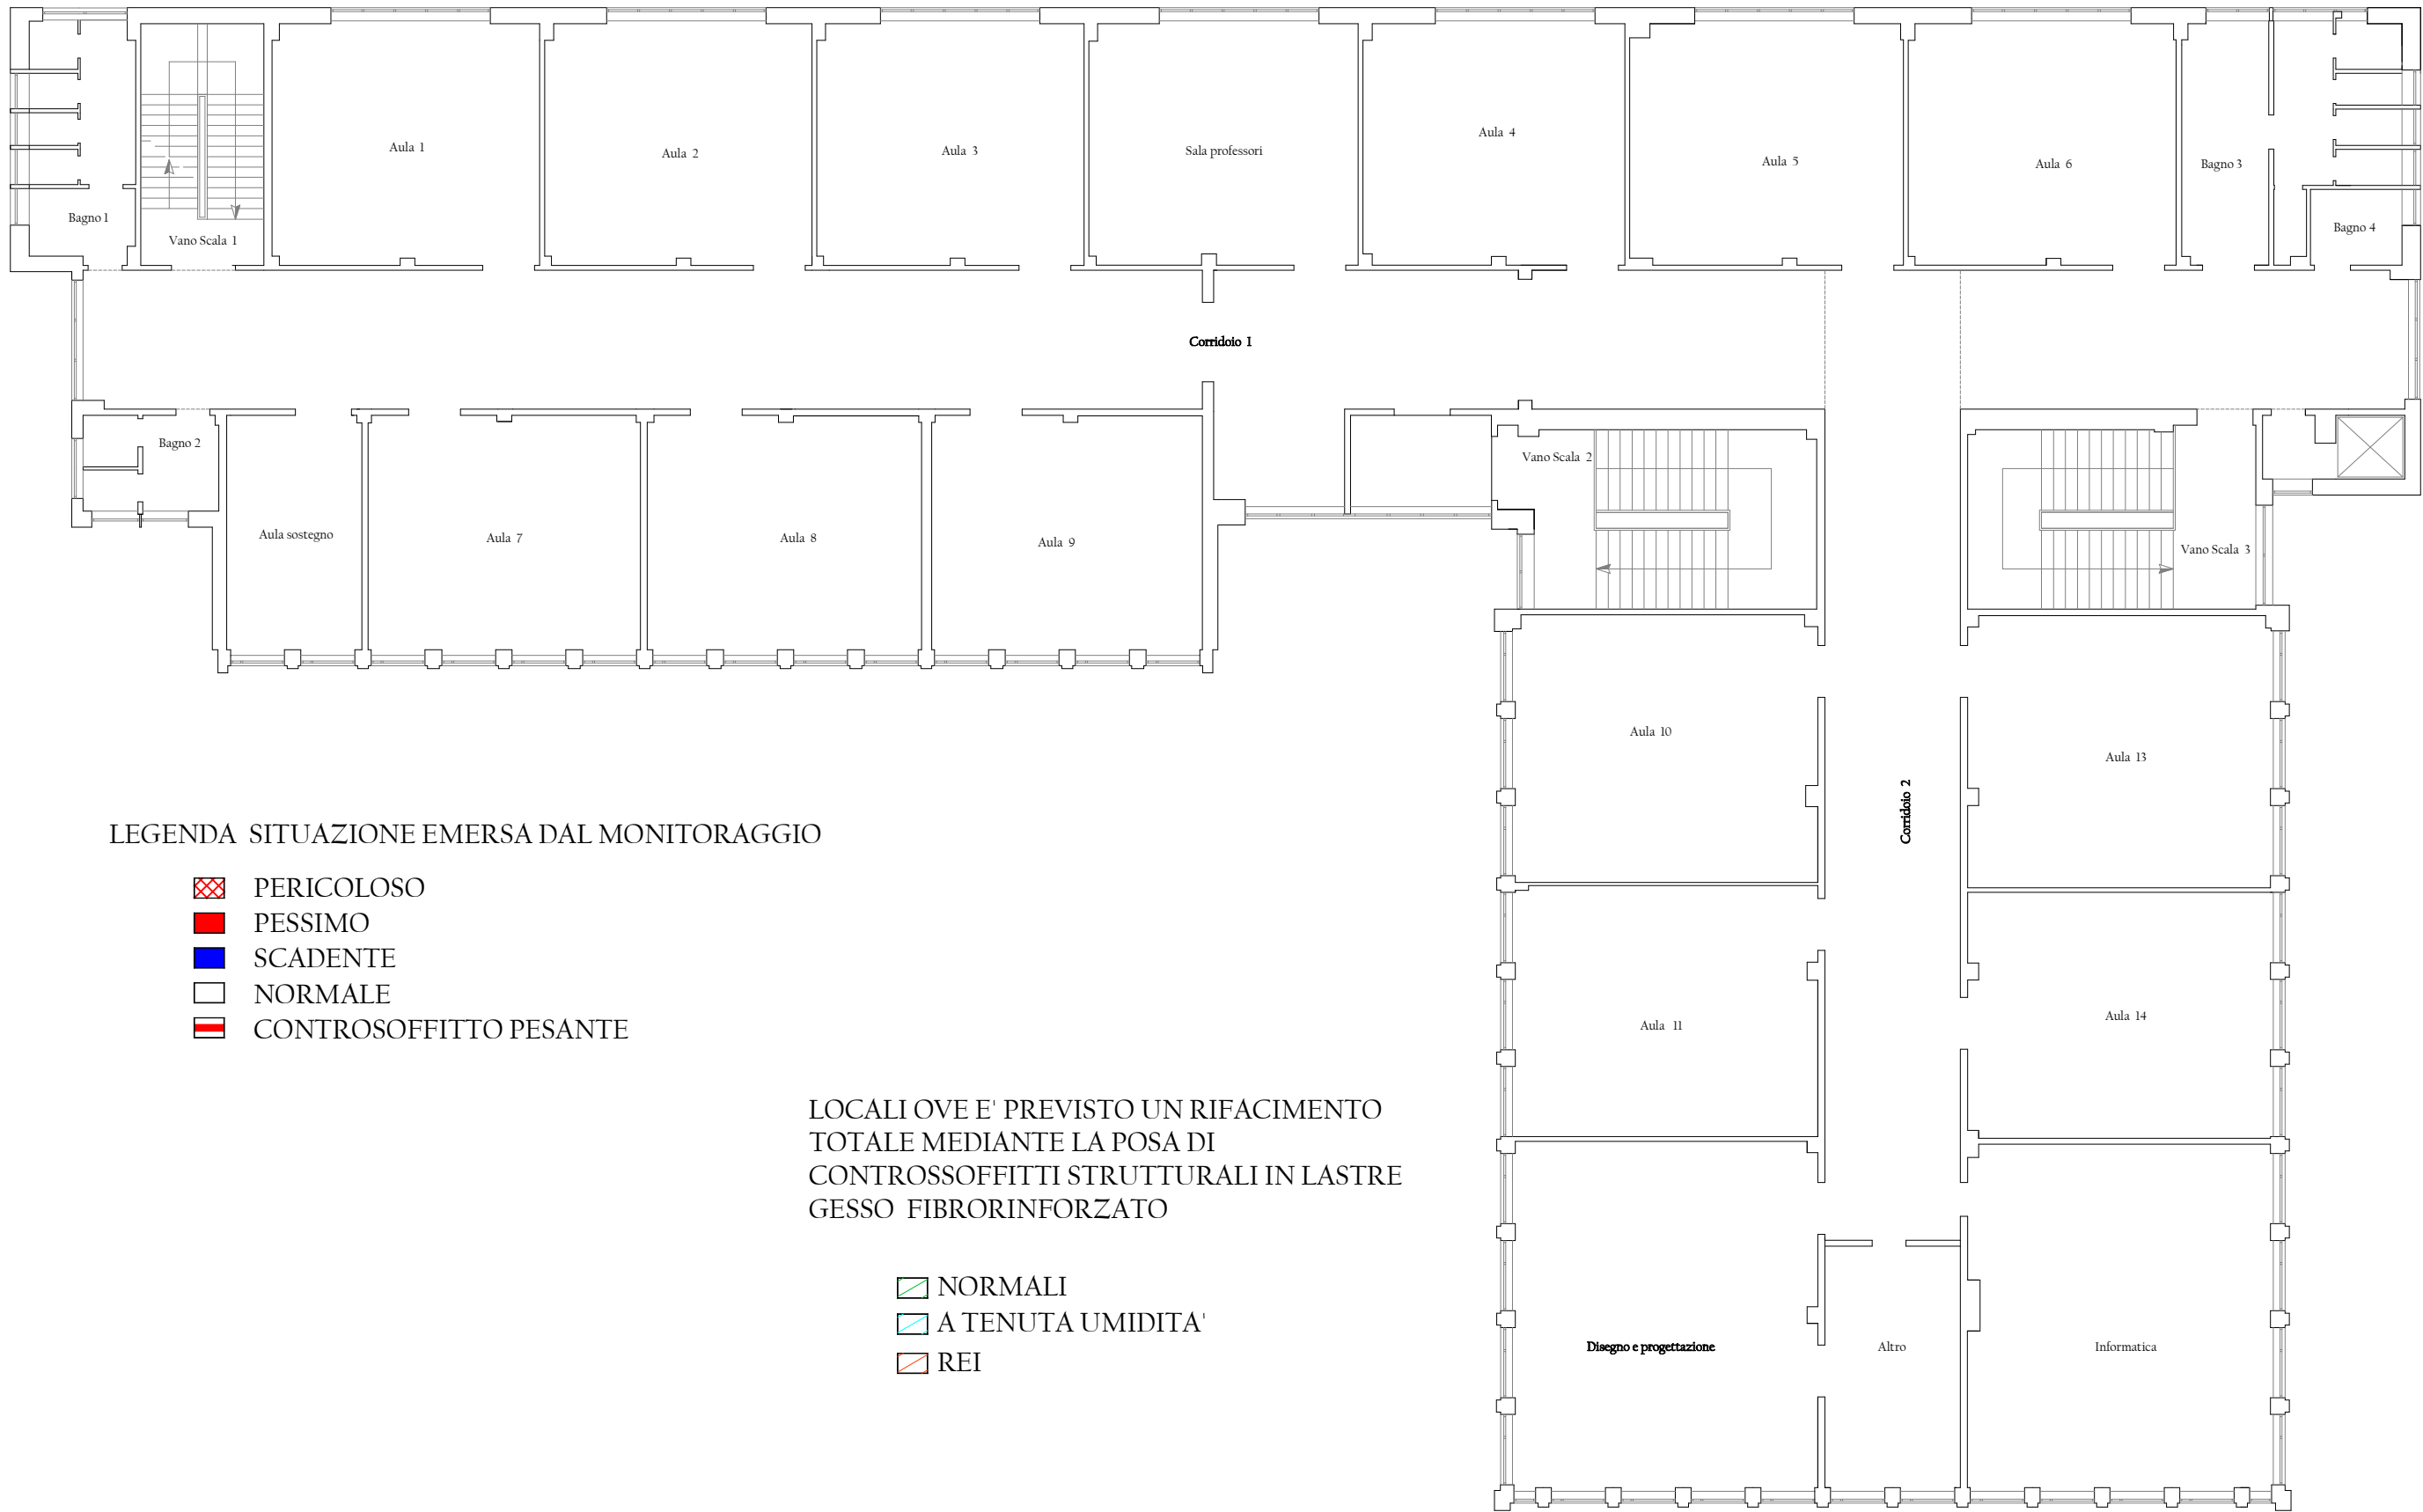 Aula 1
Aula 2
Aula 3
Sala professori
Aula 4
Aula 5
Aula 6
Bagno 3
Bagno 1
Vano Scala 1
Bagno 4
Corridoio 1
Bagno 2
Vano Scala 2
Aula sostegno
Aula 7
Aula 8
Aula 9
Vano Scala 3
Aula 10
Aula 13
Corridoio 2
LEGENDA SITUAZIONE EMERSA DAL MONITORAGGIO
PERICOLOSO
PESSIMO
SCADENTE
NORMALE
CONTROSOFFITTO PESANTE
Aula 11
Aula 14
LOCALI OVE E' PREVISTO UN RIFACIMENTO
TOTALE MEDIANTE LA POSA DI
CONTROSSOFFITTI STRUTTURALI IN LASTRE
GESSO FIBRORINFORZATO
NORMALI
A TENUTA UMIDITA'
REI
Disegno e progettazione
Altro
Informatica